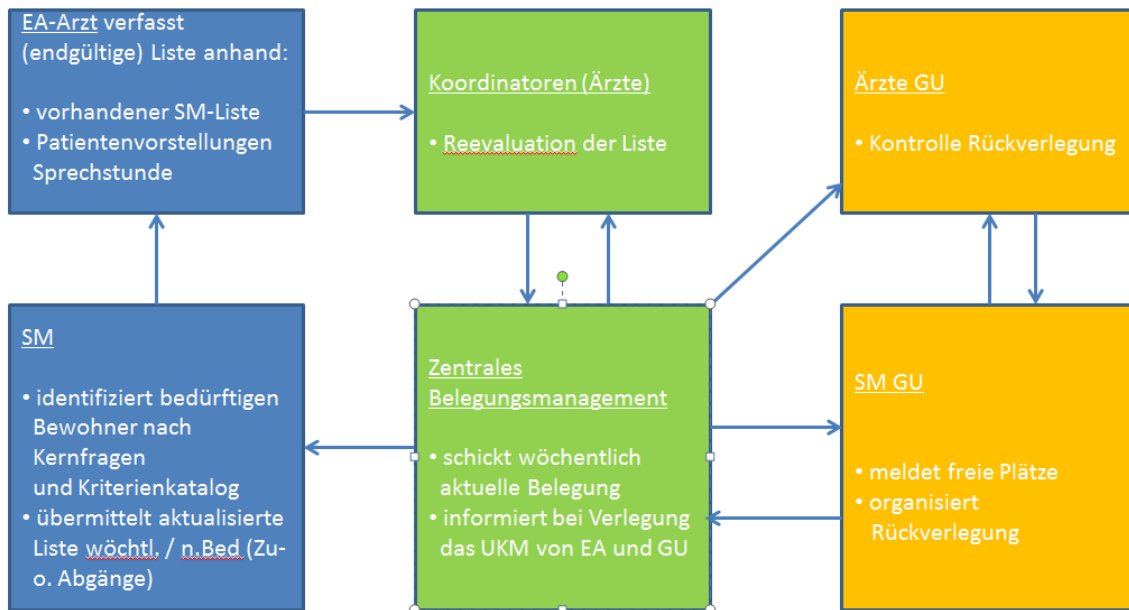 EA-Arzt verfasst
(endgültige) Liste anhand:
• vorhandener SM-Liste
• Patientenvorstellungen
Sprechstunde
Koordinatoren (Ärzte)
• Reevaluation der Liste
Ärzte GU
• Kontrolle Rückverlegung
SM
• identifiziert bedürftigen
Bewohner nach
Kernfragen
und Kriterienkatalog
• übermittelt aktualisierte
Liste wöchtl. / n.Bed (Zu-
o. Abgänge)
Zentrales
Belegungsmanagement
• schickt wöchentlich
aktuelle Belegung
• informiert bei Verlegung
das UKM von EA und GU
SM GU
• meldet freie Plätze
• organisiert
Rückverlegung